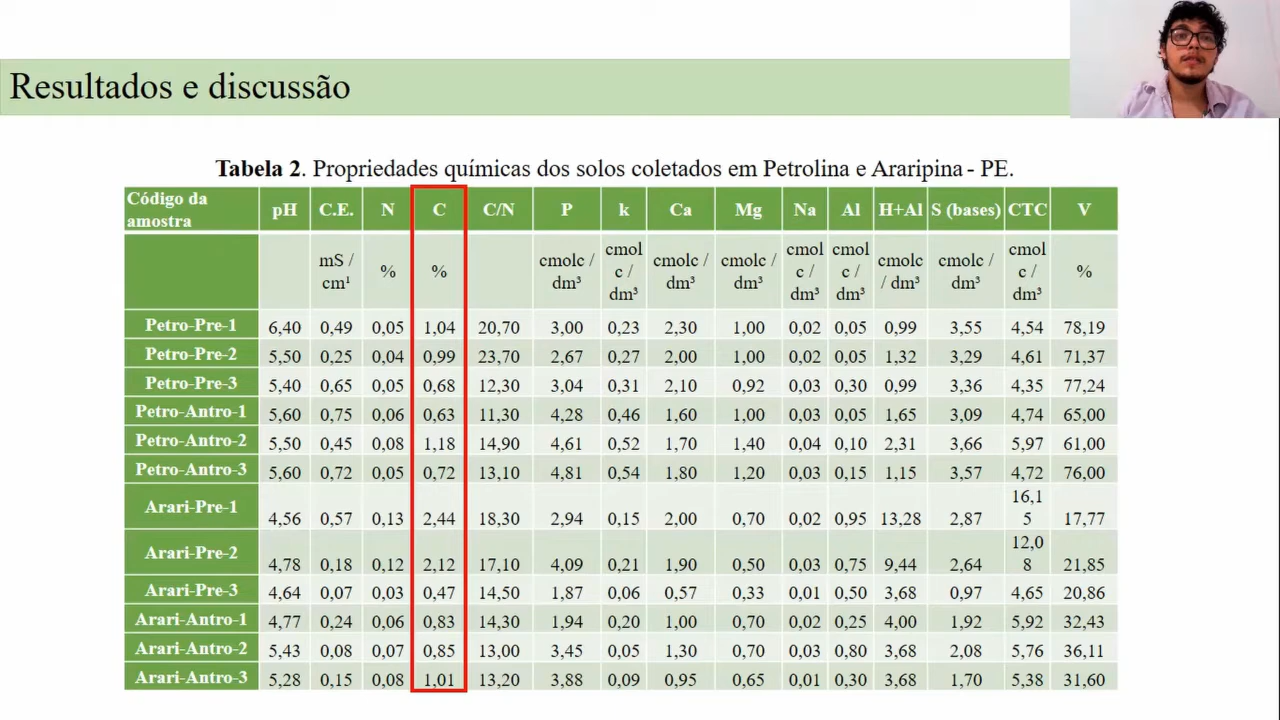 Resultados e discussão
Tabela 2. Propriedades químicas dos solos coletados em Petrolina e Araripina - PE.
Código da amostra pH C.E. N C C/N P k Ca Mg Na Al H+Al S (bases) CTC V
mS / cm¹ % % cmolc / dm³ cmolc / dm³ cmolc / dm³ cmolc / dm³ cmolc / dm³ cmolc / dm³ cmolc / dm³ cmolc / dm³ cmolc / dm³ %
Petro-Pre-1 6,40 0,49 0,05 1,04 20,70 3,00 0,23 2,30 1,00 0,02 0,05 0,99 3,55 4,54 78,19
Petro-Pre-2 5,50 0,25 0,04 0,99 23,70 2,67 0,27 2,00 1,00 0,02 0,05 1,32 3,29 4,61 71,37
Petro-Pre-3 5,40 0,65 0,05 0,68 12,30 3,04 0,31 2,10 0,92 0,03 0,30 0,99 3,36 4,35 77,24
Petro-Antro-1 5,60 0,75 0,06 0,63 11,30 4,28 0,46 1,60 1,00 0,03 0,05 1,65 3,09 4,74 65,00
Petro-Antro-2 5,50 0,45 0,08 1,18 14,90 4,61 0,52 1,70 1,40 0,04 0,10 2,31 3,66 5,97 61,00
Petro-Antro-3 5,60 0,72 0,05 0,72 13,10 4,81 0,54 1,80 1,20 0,03 0,15 1,15 3,57 4,72 76,00
Arari-Pre-1 4,56 0,57 0,13 2,44 18,30 2,94 0,15 2,00 0,70 0,02 0,95 13,28 2,87 16,15 17,77
Arari-Pre-2 4,78 0,18 0,12 2,12 17,10 4,09 0,21 1,90 0,50 0,03 0,75 9,44 2,64 12,08 21,85
Arari-Pre-3 4,64 0,07 0,03 0,47 14,50 1,87 0,06 0,57 0,33 0,01 0,50 3,68 0,97 4,65 20,86
Arari-Antro-1 4,77 0,24 0,06 0,83 14,30 1,94 0,20 1,00 0,70 0,02 0,25 4,00 1,92 5,92 32,43
Arari-Antro-2 5,43 0,08 0,07 0,85 13,00 3,45 0,05 1,30 0,70 0,03 0,80 3,68 2,08 5,76 36,11
Arari-Antro-3 5,28 0,15 0,08 1,01 13,20 3,88 0,09 0,95 0,65 0,01 0,30 3,68 1,70 5,38 31,60